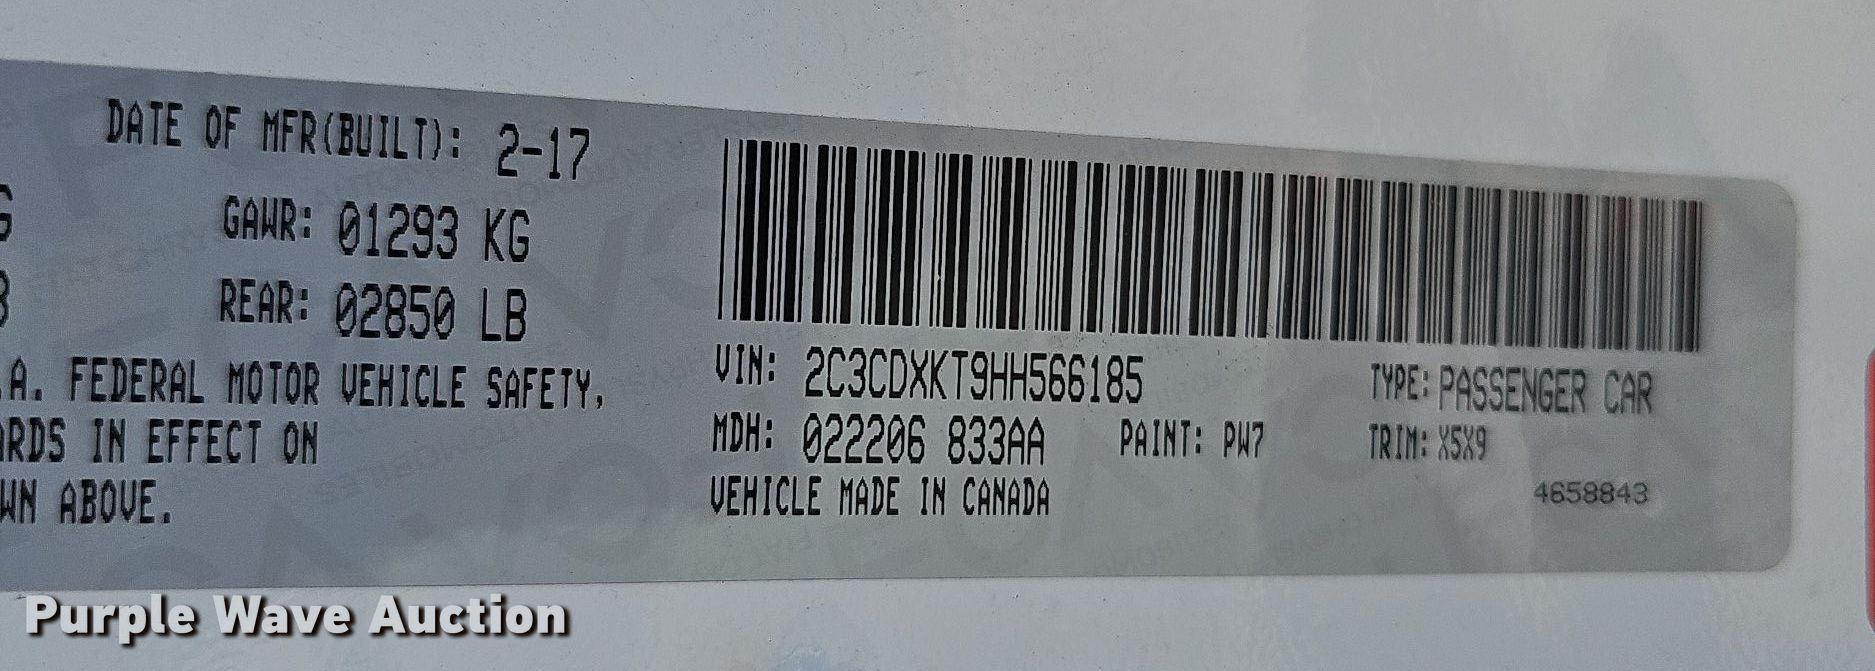 DATE OF MFR(BUILT): 2-17
G GAWR: 01293 KG
REAR: 02850 LB
.A. FEDERAL MOTOR VEHICLE SAFETY,
ARDS IN EFFECT ON
WN ABOVE.
VIN: 2C3CDXKT9HH566185 TYPE: PASSENGER CAR
MDH: 022206 833AA PAINT: PW7 TRIM: X5X9
VEHICLE MADE IN CANADA
4658843
Purple Wave Auction